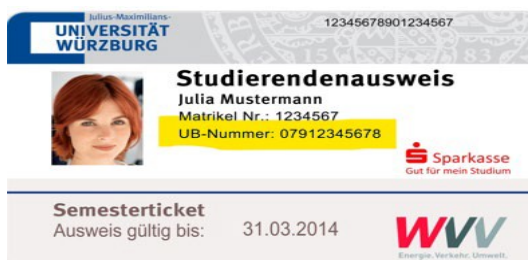 Julius-Maximilians-
UNIVERSITÄT
WÜRZBURG
12345678901234567
Studierendenausweis
Julia Mustermann
Matrikel Nr.: 1234567
UB-Nummer: 07912345678
Sparkasse
Gut für mein Studium
Semesterticket
Ausweis gültig bis: 31.03.2014
WVV
Energie. Verkehr. Umwelt.